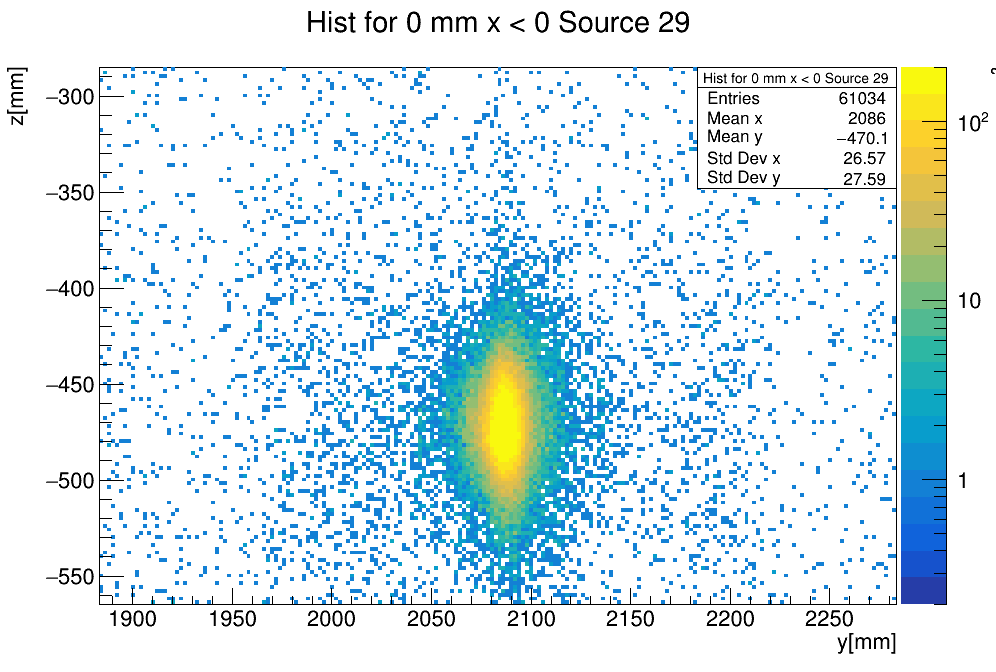 Hist for 0 mm x < 0 Source 29
z[mm]
Hist for 0 mm x < 0 Source 29
Entries 61034
Mean x 2086
Mean y −470.1
Std Dev x 26.57
Std Dev y 27.59
−300
−350
−400
−450
−500
−550
10²
10
1
1900 1950 2000 2050 2100 2150 2200 2250
y[mm]